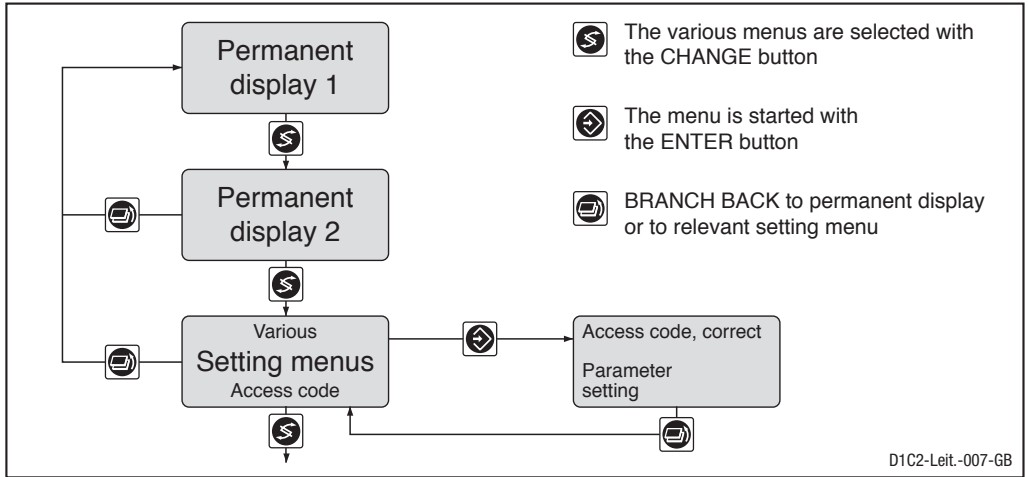 Permanent
display 1
Permanent
display 2
Various
Setting menus
Access code
Access code, correct
Parameter
setting
The various menus are selected with
the CHANGE button
The menu is started with
the ENTER button
BRANCH BACK to permanent display
or to relevant setting menu
D1C2-Leit.-007-GB